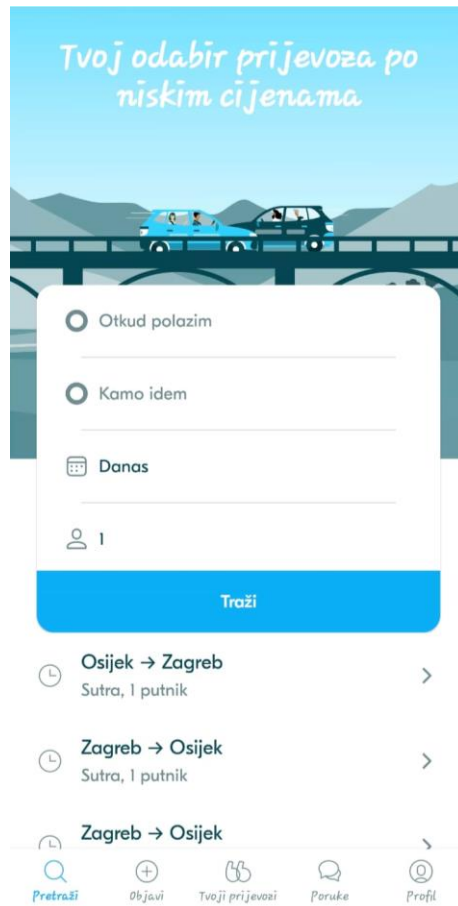 Tvoj odabir prijevoza po
niskim cijenama
Otkud polazim
Kamo idem
Danas
1
Traži
Osijek → Zagreb
Sutra, 1 putnik
Zagreb → Osijek
Sutra, 1 putnik
Zagreb → Osijek
Pretraži Objavi Tvoji prijevozi Poruke Profil